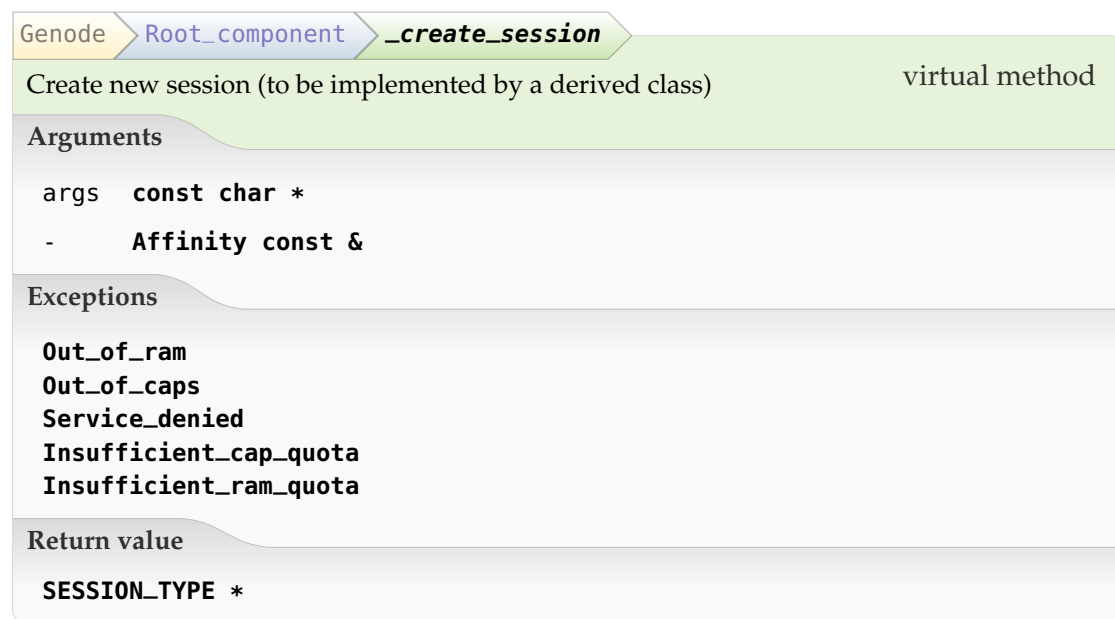 Genode Root_component _create_session
Create new session (to be implemented by a derived class) virtual method
Arguments
args const char *
- Affinity const &
Exceptions
Out_of_ram
Out_of_caps
Service_denied
Insufficient_cap_quota
Insufficient_ram_quota
Return value
SESSION_TYPE *